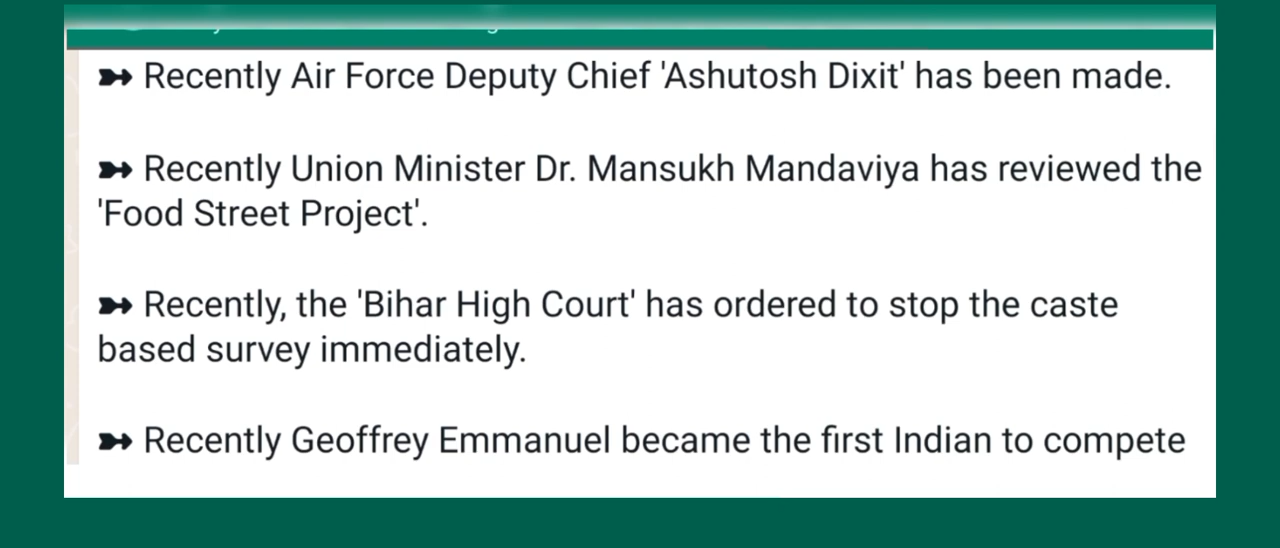 ➽ Recently Air Force Deputy Chief 'Ashutosh Dixit' has been made.
➽ Recently Union Minister Dr. Mansukh Mandaviya has reviewed the
'Food Street Project'.
➽ Recently, the 'Bihar High Court' has ordered to stop the caste
based survey immediately.
➽ Recently Geoffrey Emmanuel became the first Indian to compete